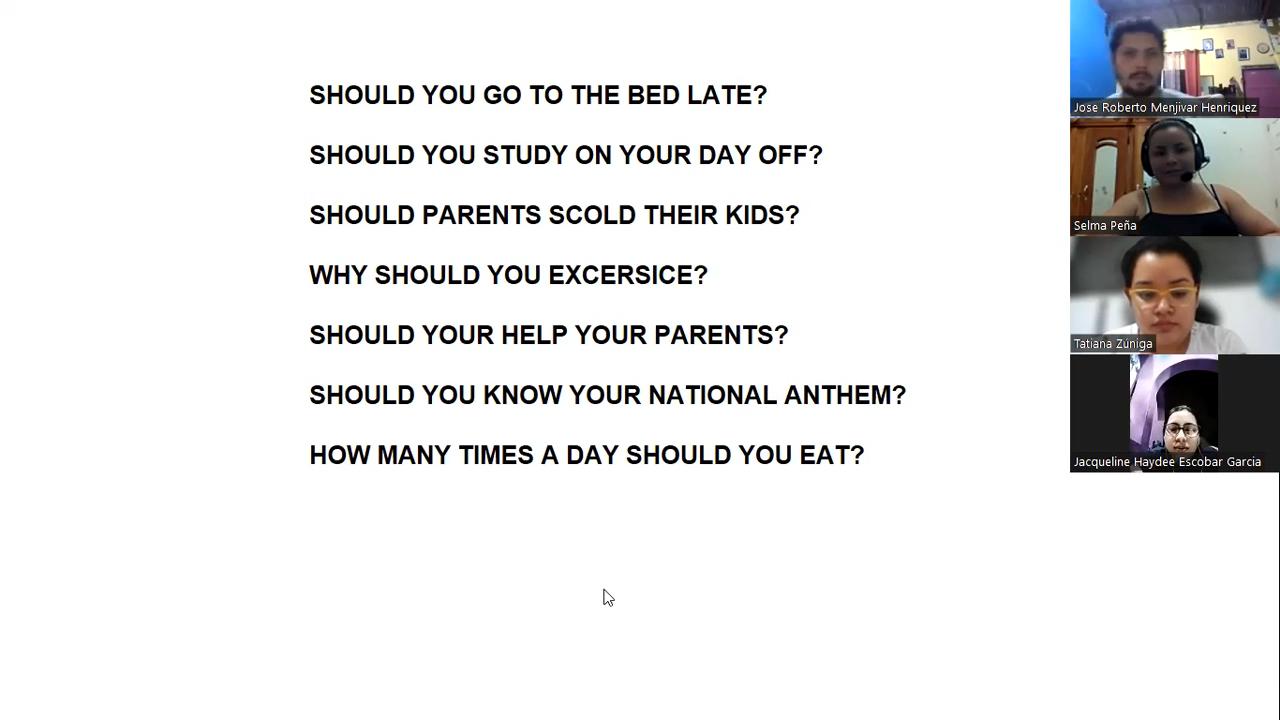 SHOULD YOU GO TO THE BED LATE?
SHOULD YOU STUDY ON YOUR DAY OFF?
SHOULD PARENTS SCOLD THEIR KIDS?
WHY SHOULD YOU EXCERSICE?
SHOULD YOUR HELP YOUR PARENTS?
SHOULD YOU KNOW YOUR NATIONAL ANTHEM?
HOW MANY TIMES A DAY SHOULD YOU EAT?
Jose Roberto Menjivar Henriquez
Selma Peña
Tatiana Zúniga
Jacqueline Haydee Escobar Garcia